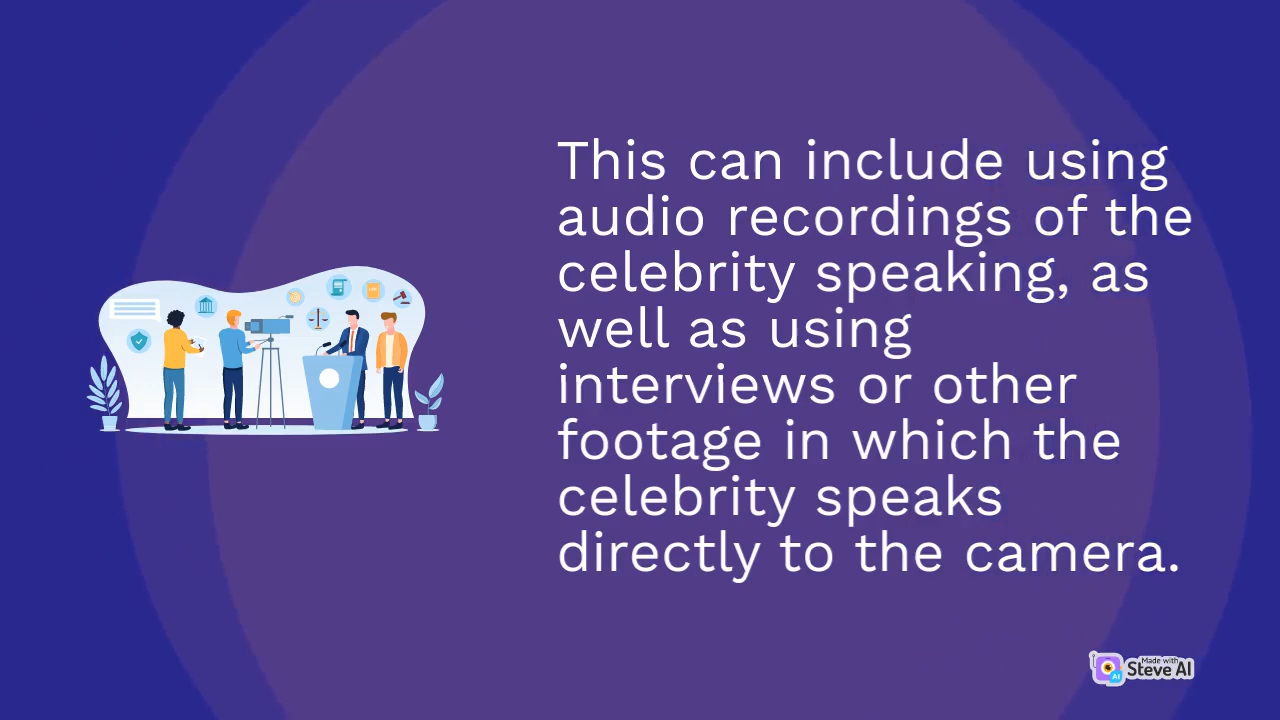 This can include using
audio recordings of the
celebrity speaking, as
well as using
interviews or other
footage in which the
celebrity speaks
directly to the camera.
Made with
Steve AI
AI